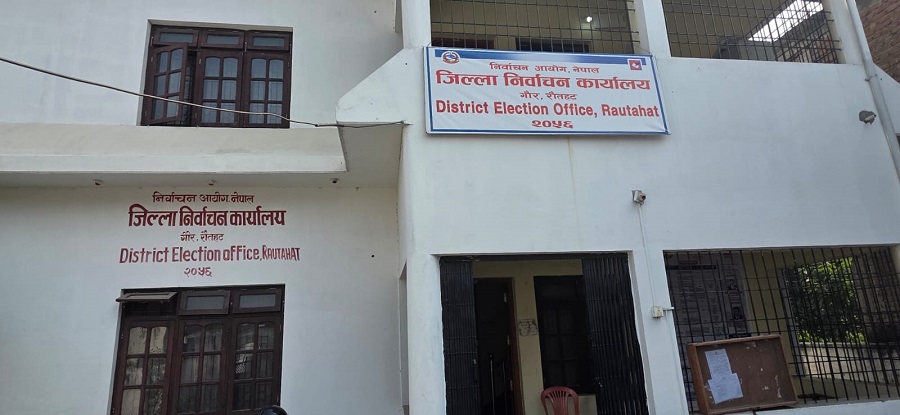 निर्वाचन आयोग, नेपाल
जिल्ला निर्वाचन कार्यालय
गौर, रौतहट
District Election Office, Rautahat
२०५६
निर्वाचन आयोग, नेपाल
जिल्ला निर्वाचन कार्यालय
गौर, रौतहट
District Election office, RAUTAHAT
२०५६